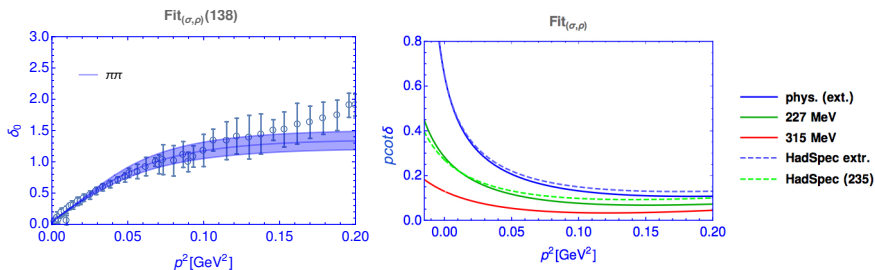 Fit(σ,ρ)(138)
3.0
2.5
2.0
1.5
1.0
0.5
0.0
δ0
ππ
0.00 0.05 0.10 0.15 0.20
p²[GeV²]
Fit(σ,ρ)
0.8
0.6
0.4
0.2
0.0
pcotδ
0.00 0.05 0.10 0.15 0.20
p²[GeV²]
phys. (ext.)
227 MeV
315 MeV
HadSpec extr.
HadSpec (235)